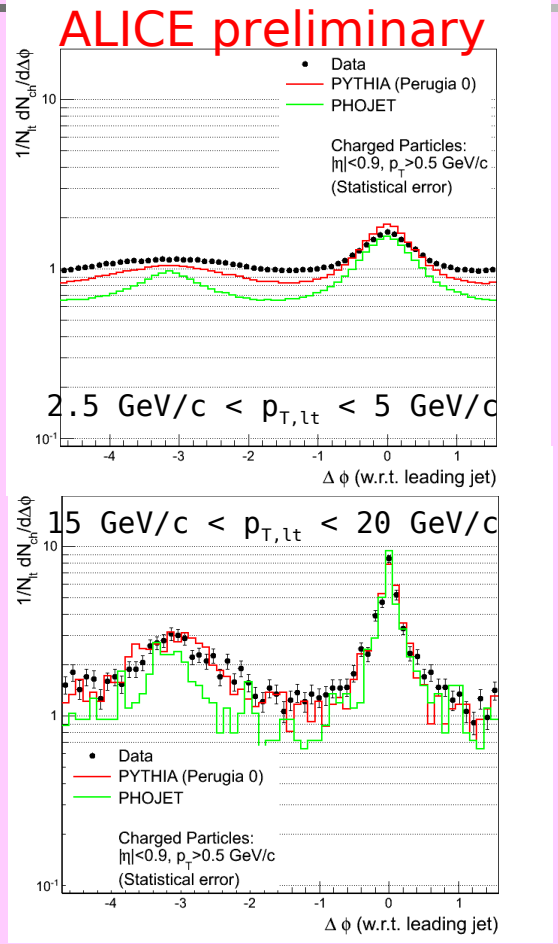 ALICE preliminary
1/N_lt dN_ch/dΔϕ
Data
PYTHIA (Perugia 0)
PHOJET
Charged Particles:
|η|<0.9, p_T>0.5 GeV/c
(Statistical error)
10
1
10^-1
2.5 GeV/c < p_T,lt < 5 GeV/c
-4 -3 -2 -1 0 1
Δ ϕ (w.r.t. leading jet)
1/N_lt dN_ch/dΔϕ
15 GeV/c < p_T,lt < 20 GeV/c
10
1
Data
PYTHIA (Perugia 0)
PHOJET
Charged Particles:
|η|<0.9, p_T>0.5 GeV/c
(Statistical error)
10^-1
-4 -3 -2 -1 0 1
Δ ϕ (w.r.t. leading jet)